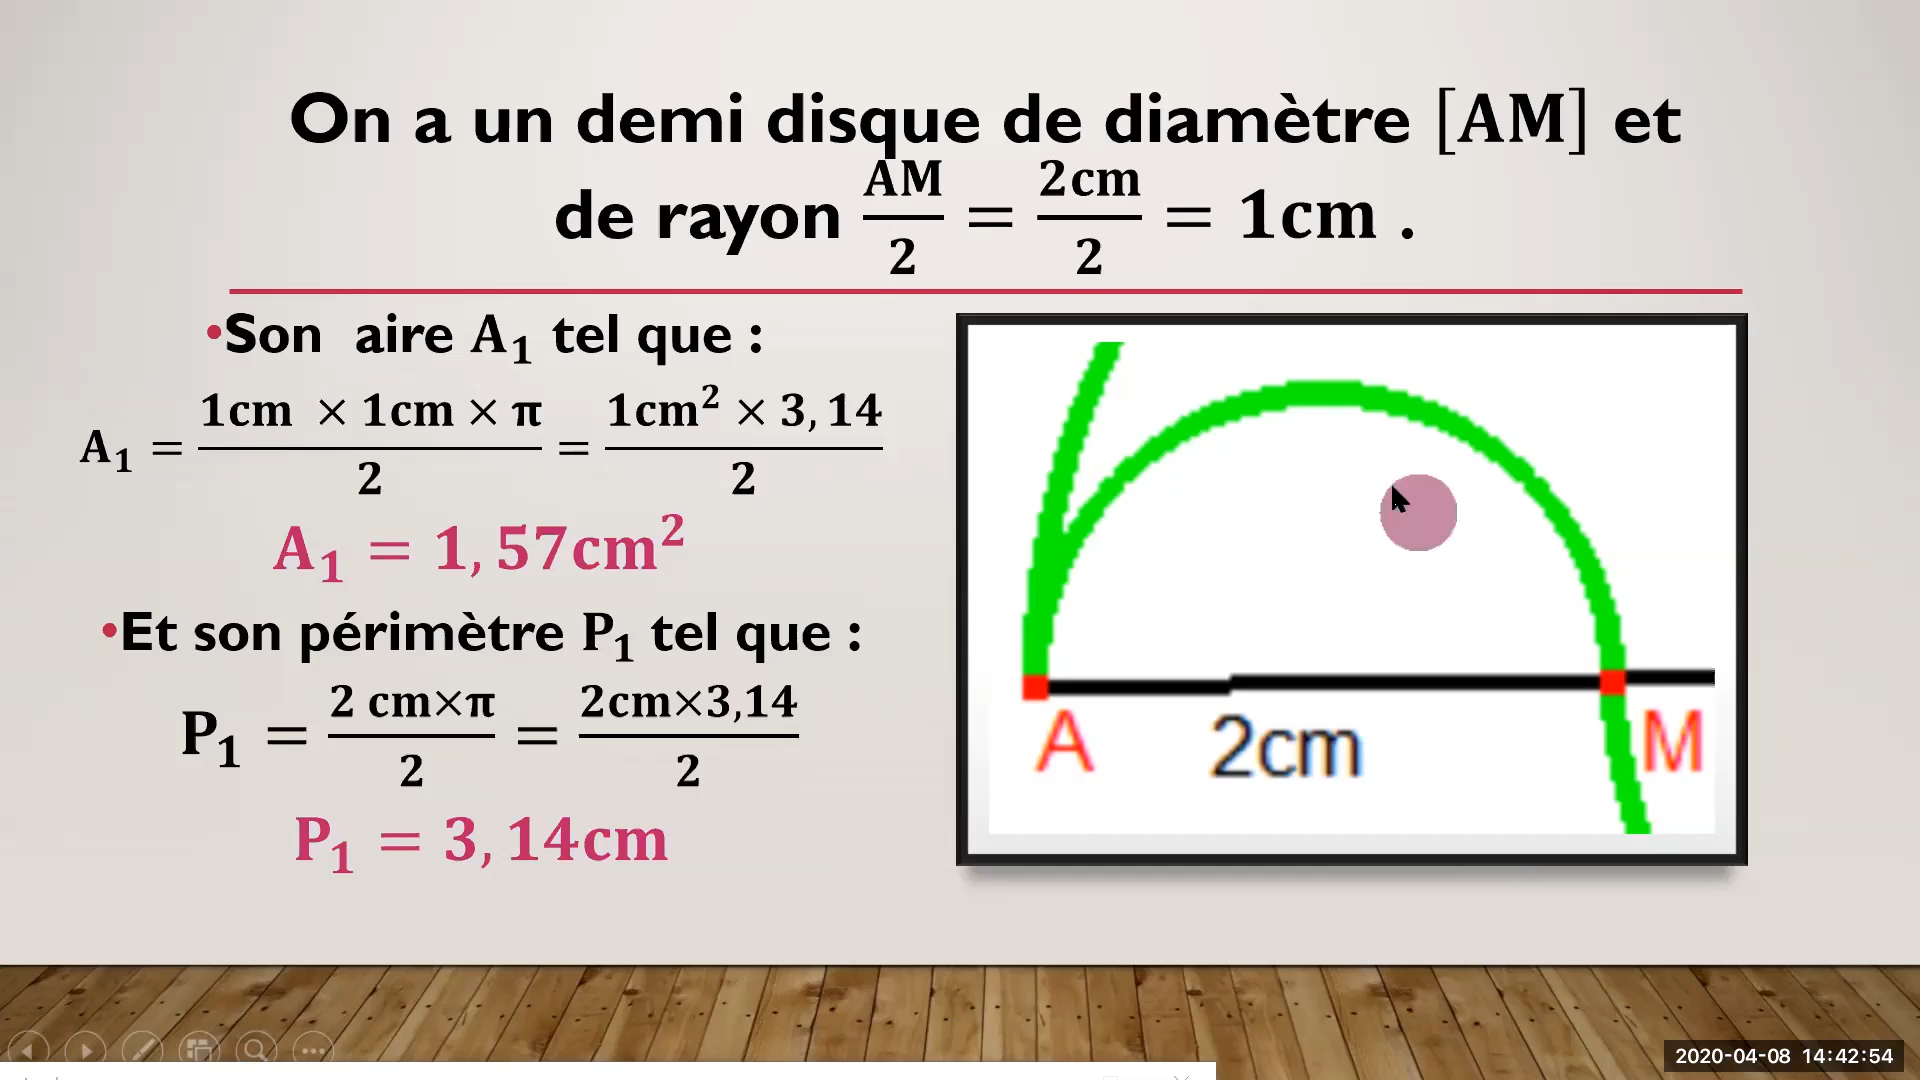 On a un demi disque de diamètre [AM] et
de rayon AM/2 = 2cm/2 = 1cm .
•Son aire A₁ tel que :
A₁ = 1cm × 1cm × π/2 = 1cm² × 3,14/2
A₁ = 1,57cm²
•Et son périmètre P₁ tel que :
P₁ = 2 cm×π/2 = 2cm×3,14/2
P₁ = 3,14cm
A 2cm M
2020-04-08 14:42:54